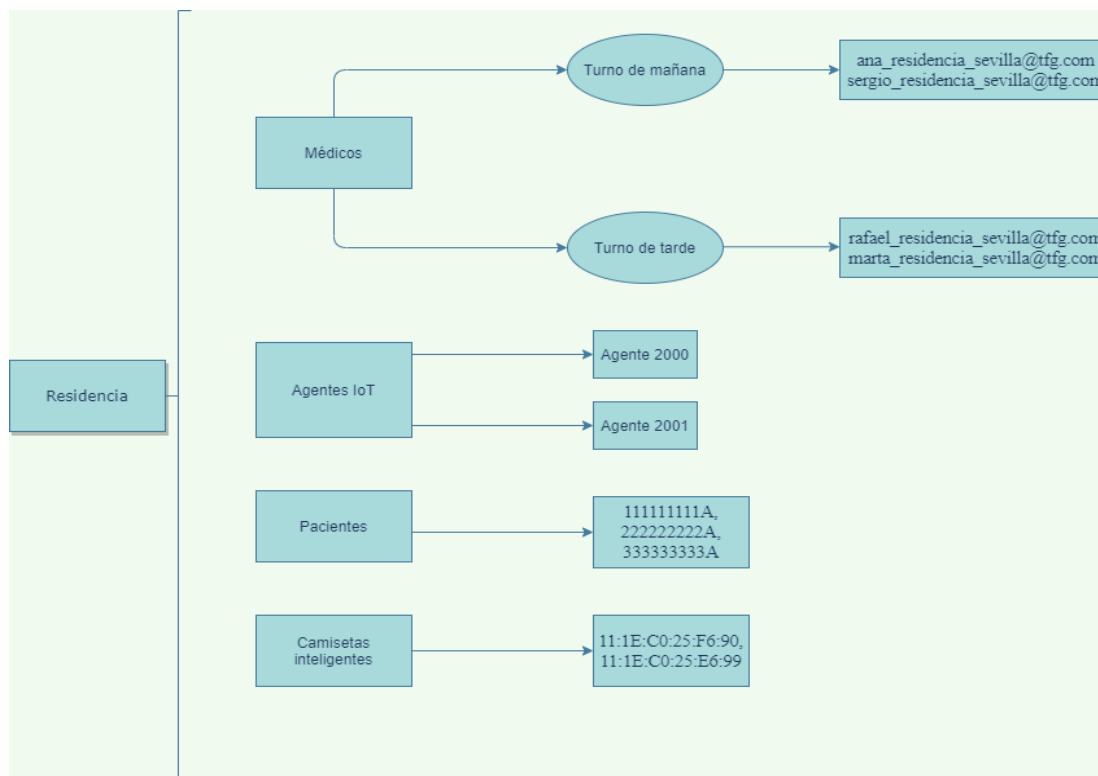 Turno de mañana
ana_residencia_sevilla@tfg.com
sergio_residencia_sevilla@tfg.com
Médicos
Turno de tarde
rafael_residencia_sevilla@tfg.com
marta_residencia_sevilla@tfg.com
Residencia
Agentes IoT
Agente 2000
Agente 2001
Pacientes
111111111A,
222222222A,
333333333A
Camisetas
inteligentes
11:1E:C0:25:F6:90,
11:1E:C0:25:E6:99